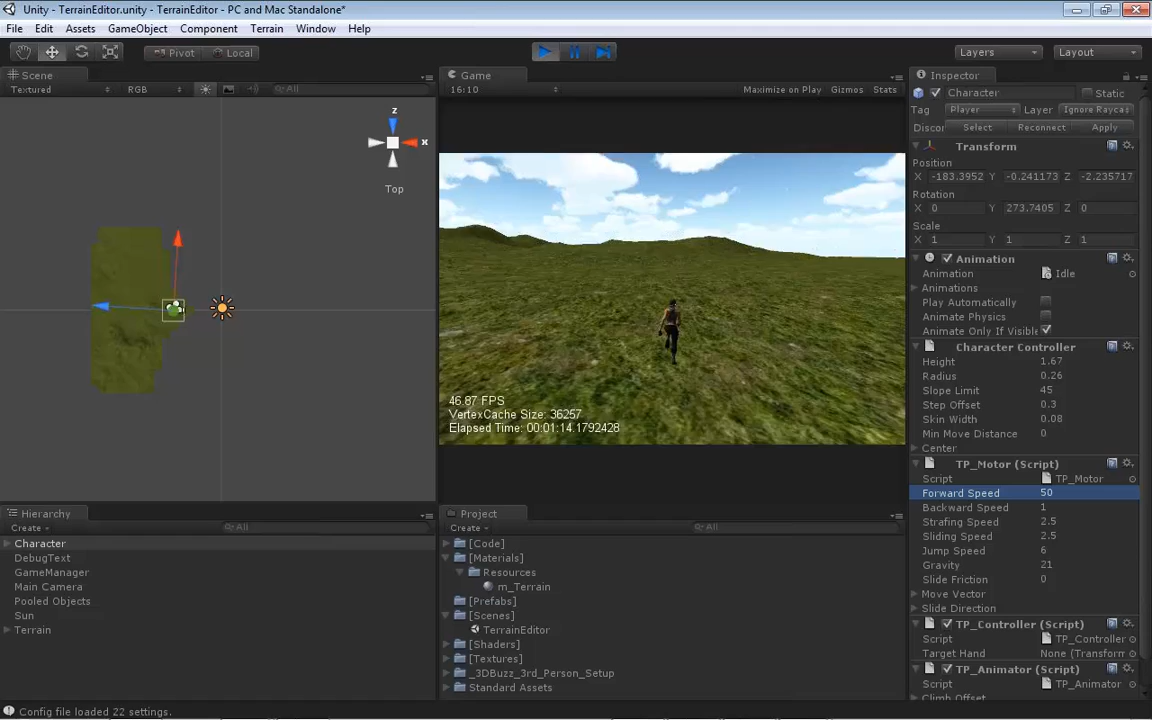 Unity - TerrainEditor.unity - TerrainEditor - PC and Mac Standalone*
File Edit Assets GameObject Component Terrain Window Help
Pivot Local Layers Layout
Scene
Textured RGB All
z
x
Top
Game
16:10 Maximize on Play Gizmos Stats
46.87 FPS
VertexCache Size: 36257
Elapsed Time: 00:01:14.1792428
Hierarchy
Create All
Character
DebugText
GameManager
Main Camera
Pooled Objects
Sun
Terrain
Project
Create All
[Code]
[Materials]
Resources
m_Terrain
[Prefabs]
[Scenes]
TerrainEditor
[Shaders]
[Textures]
_3DBuzz_3rd_Person_Setup
Standard Assets
Inspector
Character Static
Tag Player Layer Ignore Rayca
Discor Select Reconnect Apply
Transform
Position
X -183.3952 Y -0.241173 Z -2.235717
Rotation
X 0 Y 273.7405 Z 0
Scale
X 1 Y 1 Z 1
Animation
Animation Idle
Animations
Play Automatically
Animate Physics
Animate Only If Visible
Character Controller
Height 1.67
Radius 0.26
Slope Limit 45
Step Offset 0.3
Skin Width 0.08
Min Move Distance 0
Center
TP_Motor (Script)
Script TP_Motor
Forward Speed 50
Backward Speed 1
Strafing Speed 2.5
Sliding Speed 2.5
Jump Speed 6
Gravity 21
Slide Friction 0
Move Vector
Slide Direction
TP_Controller (Script)
Script TP_Controller
Target Hand None (Transform
TP_Animator (Script)
Script TP_Animator
Climb Offset
Config file loaded 22 settings.